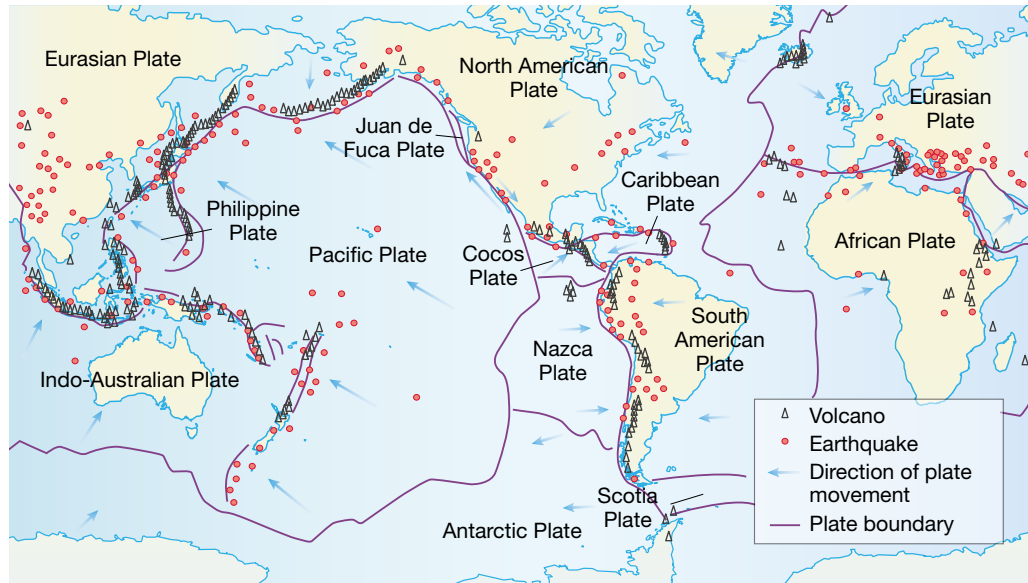 Eurasian Plate
North American
Plate
Eurasian
Plate
Juan de
Fuca Plate
Caribbean
Plate
Philippine
Plate
Pacific Plate
Cocos
Plate
African Plate
South
American
Plate
Nazca
Plate
Indo-Australian Plate
Scotia
Plate
Antarctic Plate
Volcano
Earthquake
Direction of plate
movement
Plate boundary